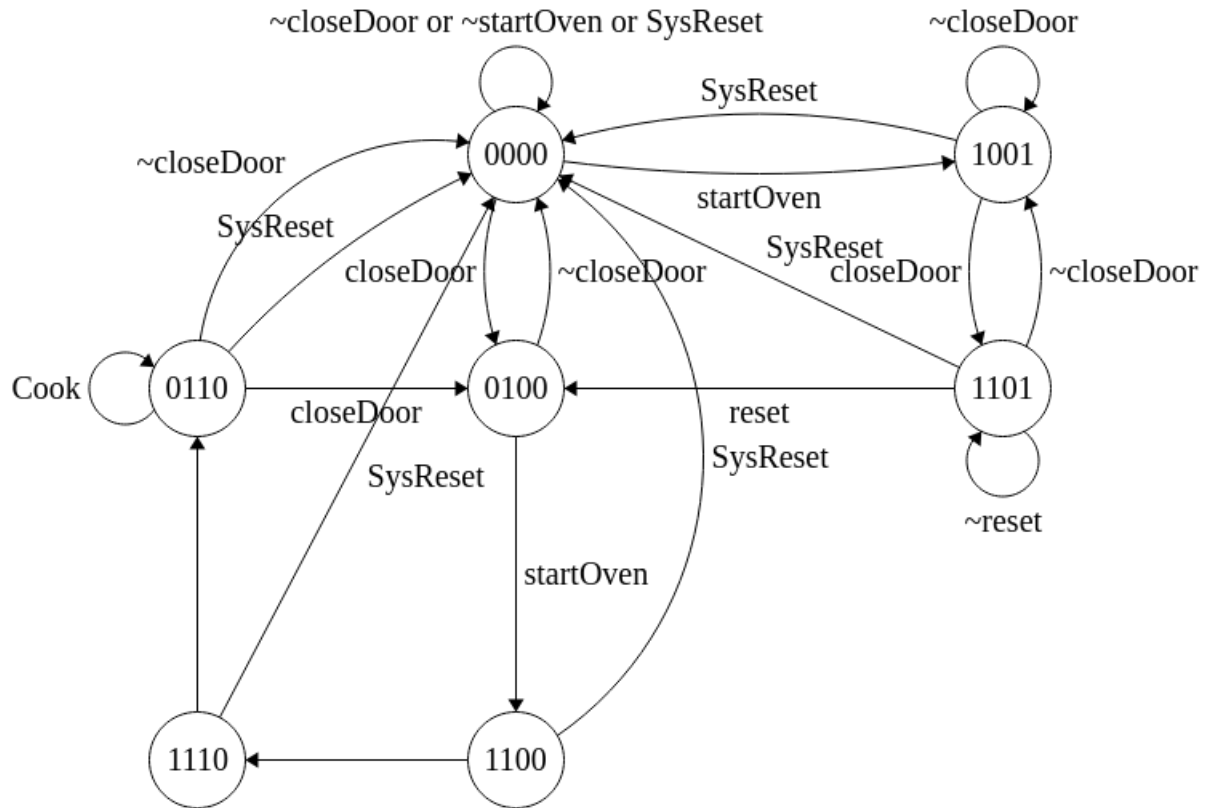 ~closeDoor or ~startOven or SysReset
~closeDoor
SysReset
0000
1001
~closeDoor
startOven
SysReset
SysReset
closeDoor
~closeDoor
closeDoor
~closeDoor
Cook
0110
0100
1101
closeDoor
reset
SysReset
SysReset
~reset
startOven
1110
1100